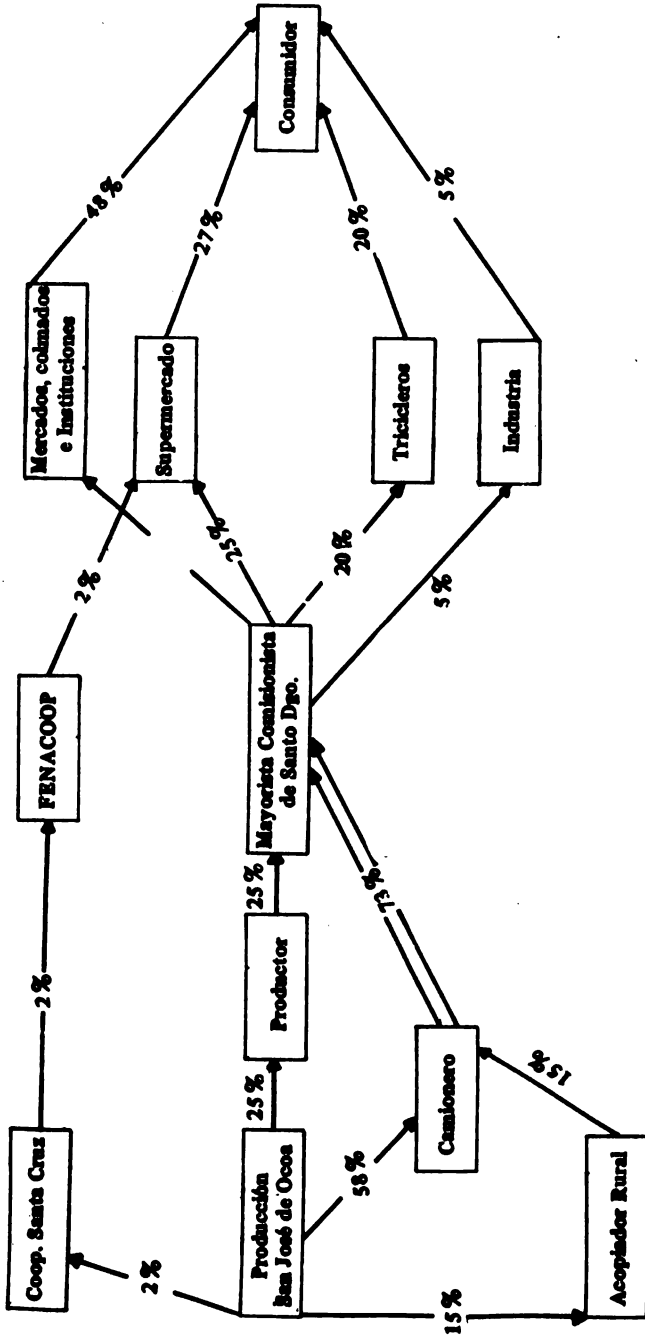 Coop. Santa Cruz
2%
FENACOOP
2%
2%
Mercados, colmados
e Instituciones
48%
Producción
San José de Ocoa
25%
Productor
25%
Mayorista Comisionista
de Santo Dgo.
25%
Supermercado
27%
Consumidor
20%
Tricicleros
20%
58%
Camionero
73%
5%
Industria
5%
15%
Acopiador Rural
15%